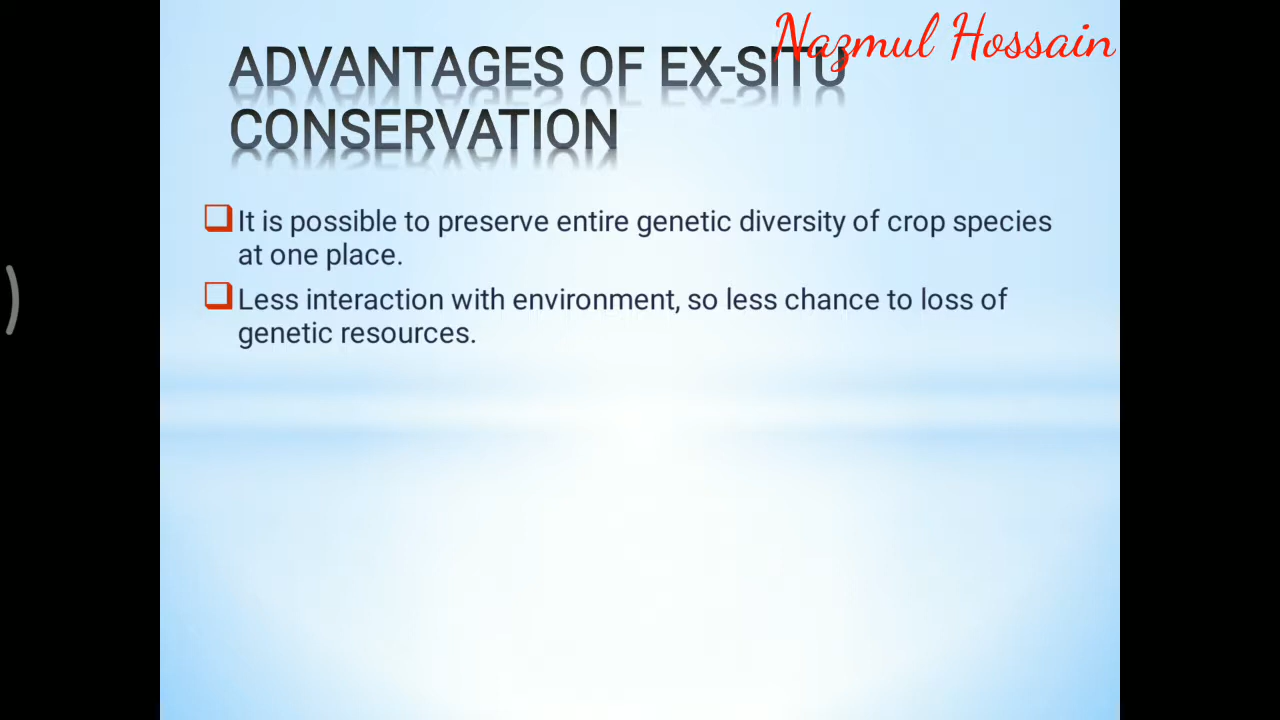 Nazmul Hossain
ADVANTAGES OF EX-SITU
CONSERVATION
It is possible to preserve entire genetic diversity of crop species
at one place.
Less interaction with environment, so less chance to loss of
genetic resources.